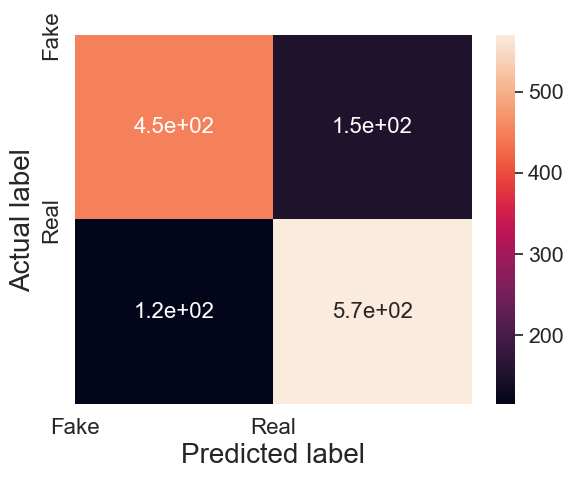 Fake
Real
Actual label
4.5e+02
1.5e+02
1.2e+02
5.7e+02
Fake
Real
Predicted label
500
400
300
200